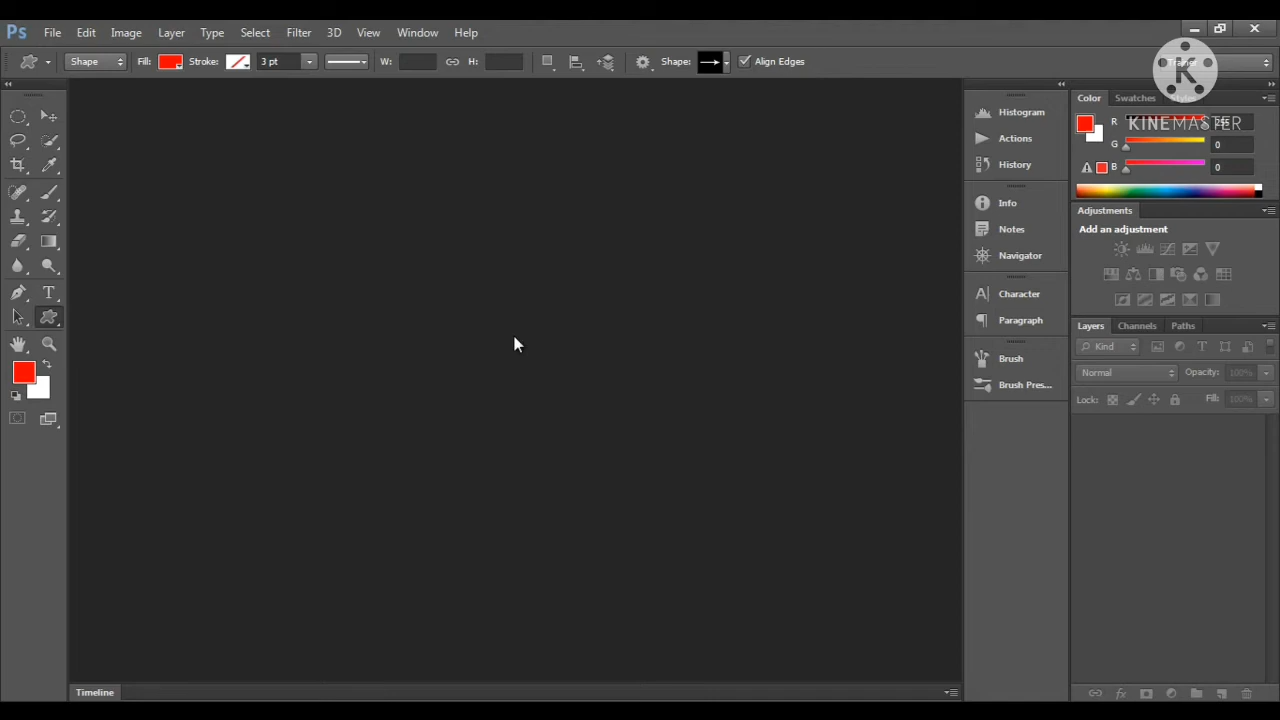 Ps File Edit Image Layer Type Select Filter 3D View Window Help
Shape Fill: Stroke: 3 pt W: H: Shape: Align Edges
K
KINEMASTER
Histogram
Actions
History
Info
Notes
Navigator
Character
Paragraph
Brush
Brush Pres...
Color Swatches
R
G 0
B 0
Adjustments
Add an adjustment
Layers Channels Paths
Kind
Normal Opacity: 100%
Lock: Fill: 100%
Timeline